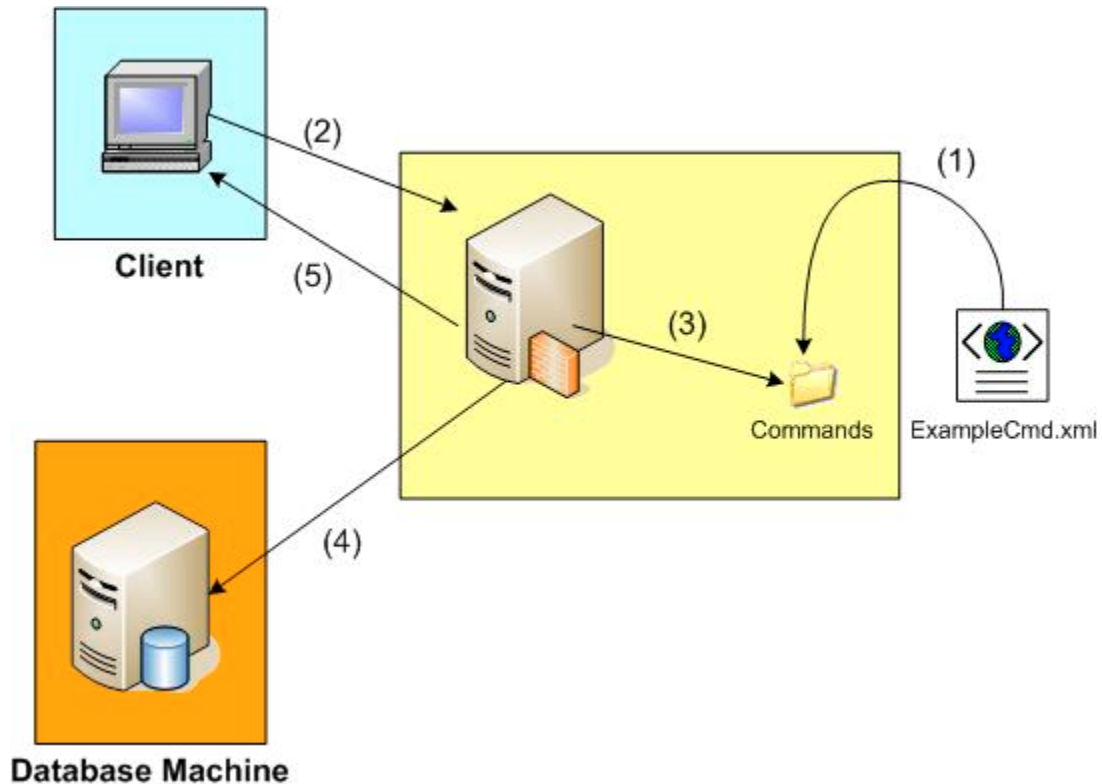 (2)
(1)
Client
(5)
(3)
Commands
ExampleCmd.xml
(4)
Database Machine